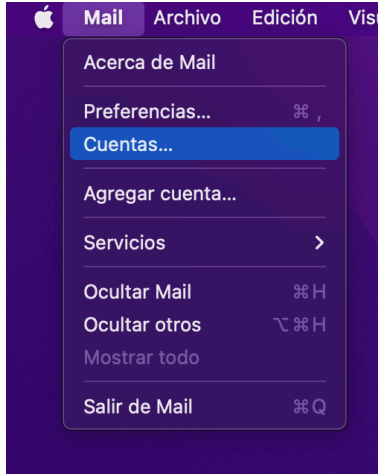 Mail Archivo Edición
Acerca de Mail
Preferencias... ⌘ ,
Cuentas...
Agregar cuenta...
Servicios
Ocultar Mail ⌘H
Ocultar otros ⌥⌘H
Mostrar todo
Salir de Mail ⌘Q